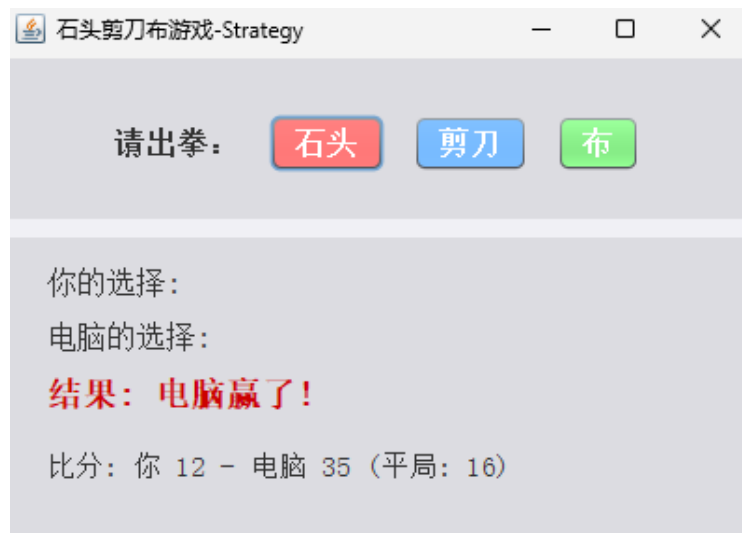 石头剪刀布游戏-Strategy
请出拳： 石头 剪刀 布
你的选择:
电脑的选择:
结果: 电脑赢了!
比分: 你 12 - 电脑 35 (平局: 16)